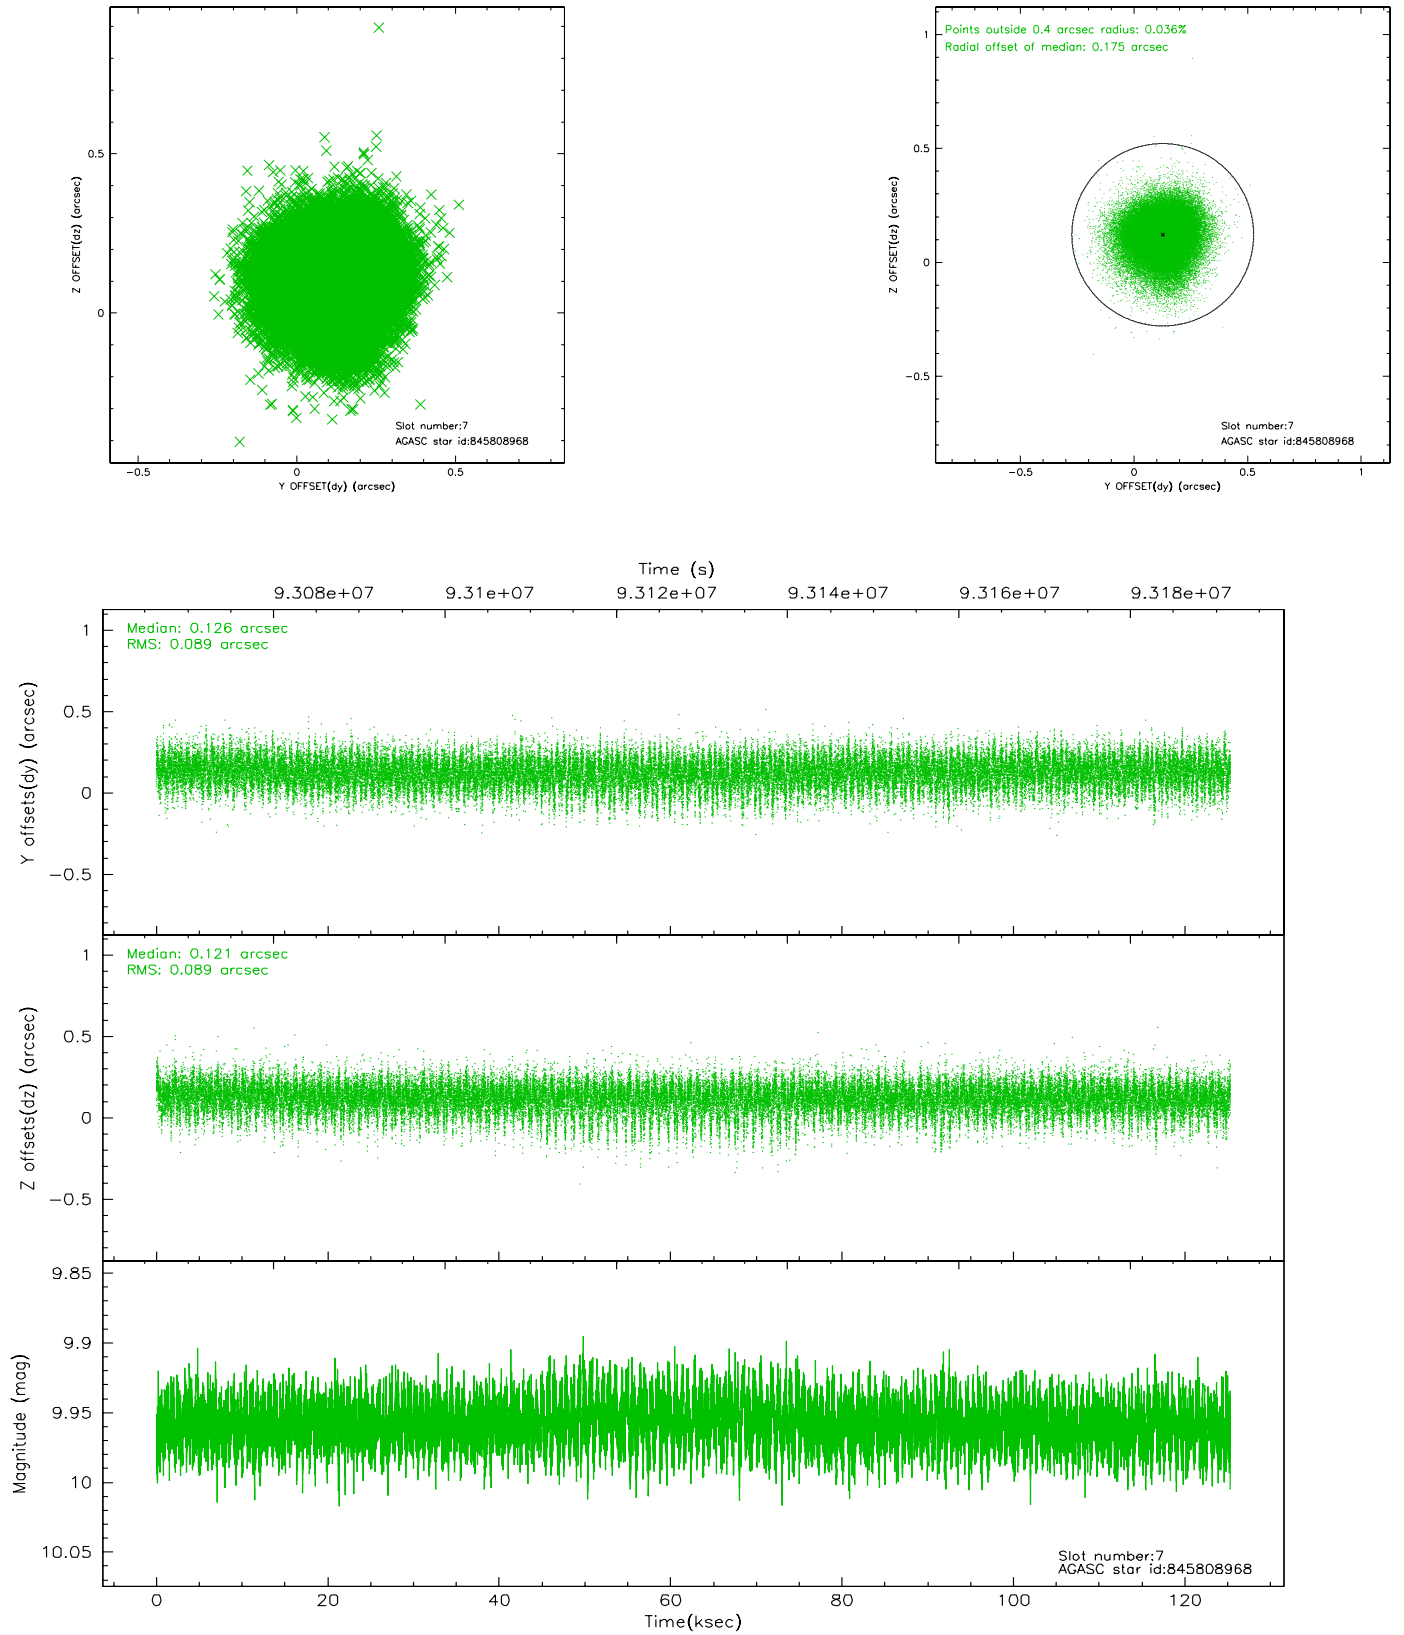 0.5
0
Z OFFSET(dz) (arcsec)
Slot number:7
AGASC star id:845808968
−0.5
0
0.5
Y OFFSET(dy) (arcsec)
Points outside 0.4 arcsec radius: 0.036%
Radial offset of median: 0.175 arcsec
1
0.5
0
−0.5
Z OFFSET(dz) (arcsec)
Slot number:7
AGASC star id:845808968
−0.5
0
0.5
1
Y OFFSET(dy) (arcsec)
Time (s)
9.308e+07
9.31e+07
9.312e+07
9.314e+07
9.316e+07
9.318e+07
Median: 0.126 arcsec
RMS: 0.089 arcsec
1
0.5
0
−0.5
Y offsets(dy) (arcsec)
Median: 0.121 arcsec
RMS: 0.089 arcsec
1
0.5
0
−0.5
Z offsets(dz) (arcsec)
9.85
9.9
9.95
10
10.05
Magnitude (mag)
Slot number:7
AGASC star id:845808968
0
20
40
60
80
100
120
Time(ksec)